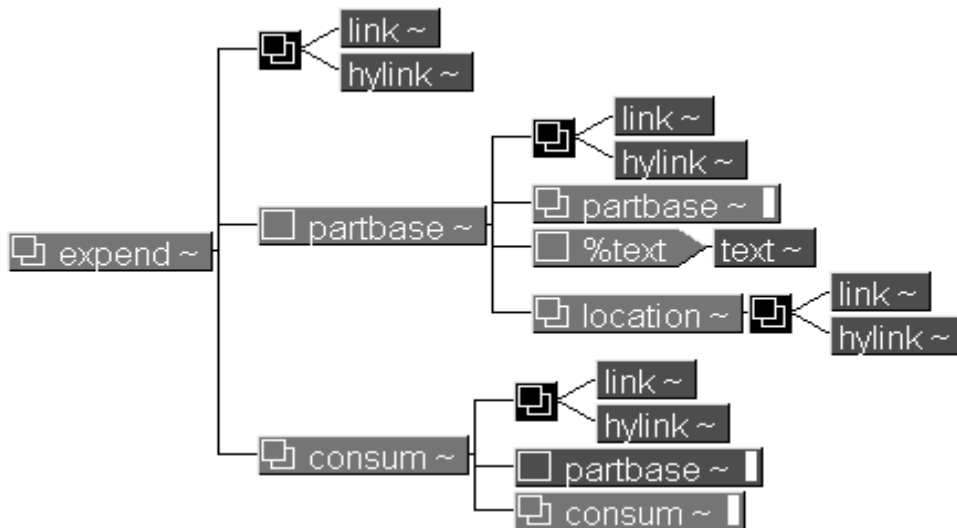 link ~
hylink ~
link ~
hylink ~
partbase ~
partbase ~
%text
text ~
expend ~
location ~
link ~
hylink ~
link ~
hylink ~
consum ~
partbase ~
consum ~